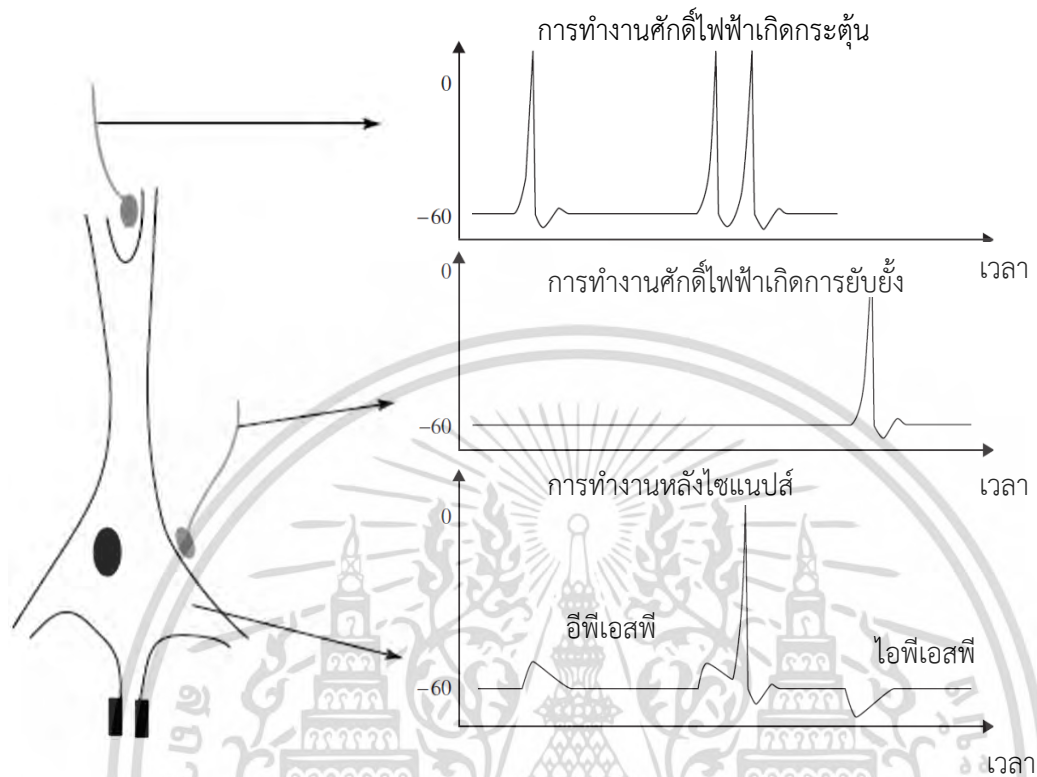 การทำงานศักดิ์ไฟฟ้าเกิดกระตุ้น
0
−60
เวลา
การทำงานศักดิ์ไฟฟ้าเกิดการยับยั้ง
0
−60
เวลา
การทำงานหลังไซแนปส์
0
อีพีเอสพี
ไอพีเอสพี
−60
เวลา